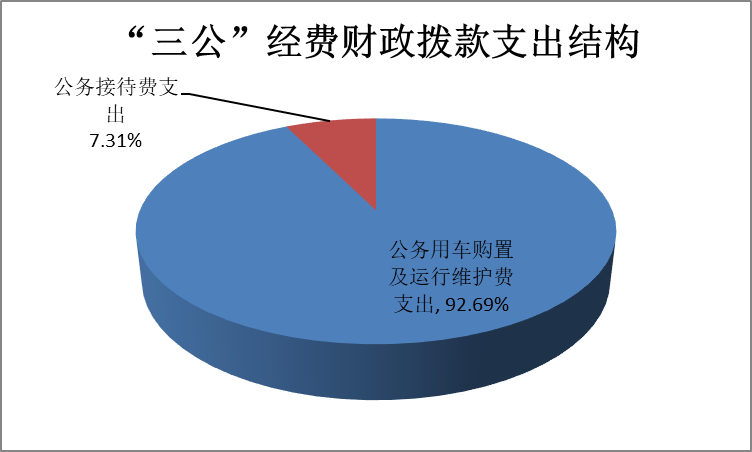 “三公”经费财政拨款支出结构
公务接待费支
出
7.31%
公务用车购置
及运行维护费
支出, 92.69%